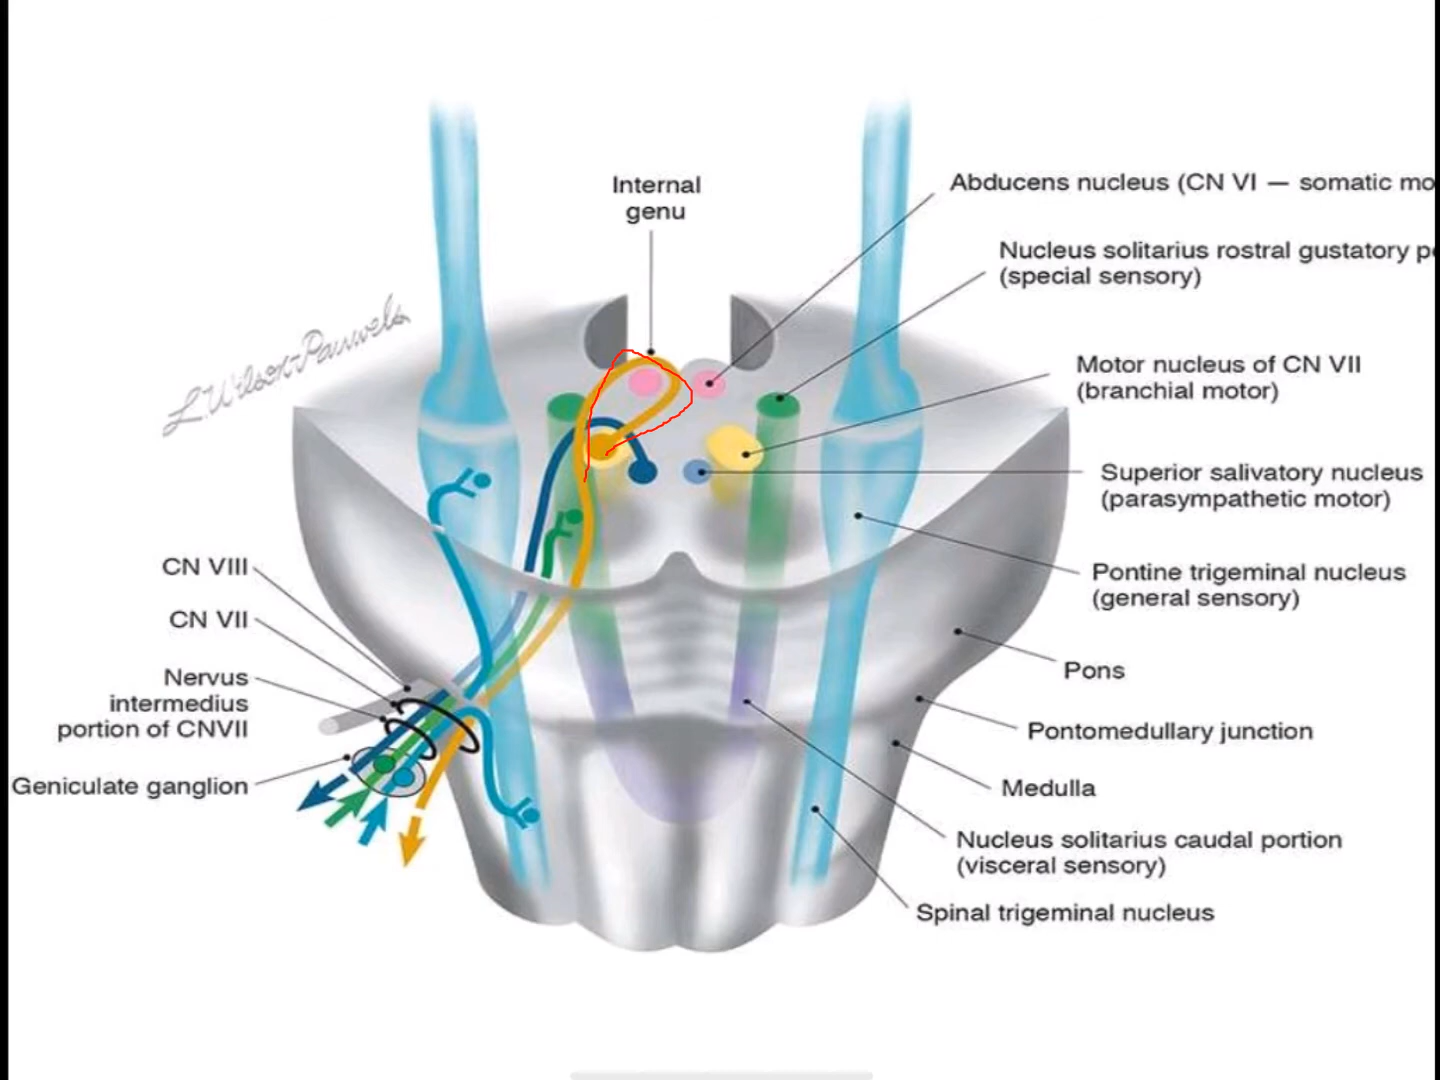 Internal
genu
Abducens nucleus (CN VI — somatic mo
Nucleus solitarius rostral gustatory p
(special sensory)
L.Wilson-Pauwels
Motor nucleus of CN VII
(branchial motor)
Superior salivatory nucleus
(parasympathetic motor)
CN VIII
Pontine trigeminal nucleus
(general sensory)
CN VII
Pons
Nervus
intermedius
portion of CNVII
Pontomedullary junction
Geniculate ganglion
Medulla
Nucleus solitarius caudal portion
(visceral sensory)
Spinal trigeminal nucleus